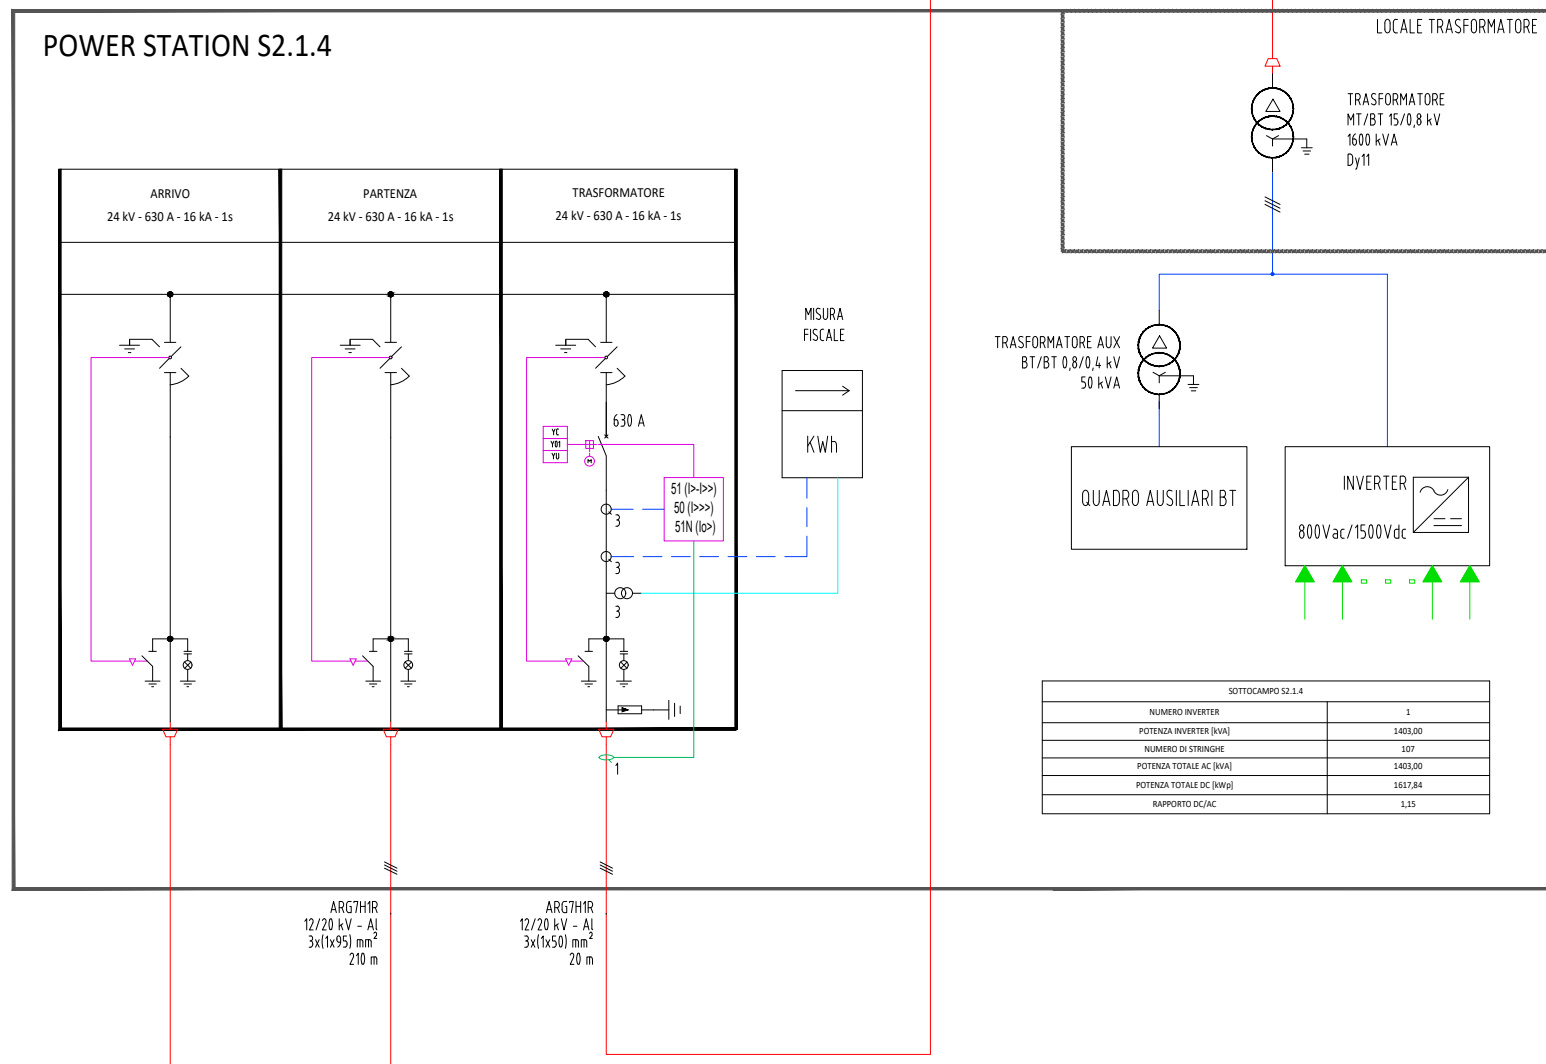 POWER STATION S2.1.4
LOCALE TRASFORMATORE
TRASFORMATORE
MT/BT 15/0,8 kV
1600 kVA
Dy11
ARRIVO
24 kV - 630 A - 16 kA - 1s
PARTENZA
24 kV - 630 A - 16 kA - 1s
TRASFORMATORE
24 kV - 630 A - 16 kA - 1s
MISURA
FISCALE
KWh
630 A
YC
Y01
YU
M
51 (I>-I>>)
50 (I>>>)
51N (Io>)
3
3
3
1
TRASFORMATORE AUX
BT/BT 0,8/0,4 kV
50 kVA
QUADRO AUSILIARI BT
INVERTER
800Vac/1500Vdc
SOTTOCAMPO S2.1.4
NUMERO INVERTER 1
POTENZA INVERTER [kVA] 1403,00
NUMERO DI STRINGHE 107
POTENZA TOTALE AC [kVA] 1403,00
POTENZA TOTALE DC [kWp] 1617,84
RAPPORTO DC/AC 1,15
ARG7H1R
12/20 kV - Al
3x(1x95) mm²
210 m
ARG7H1R
12/20 kV - Al
3x(1x50) mm²
20 m